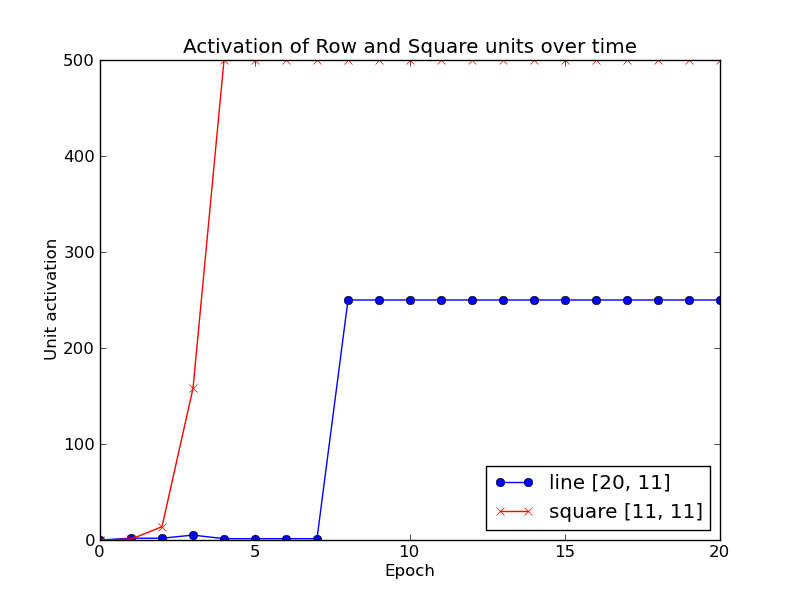 Activation of Row and Square units over time
500
400
300
200
100
0
Unit activation
0 5 10 15 20
Epoch
line [20, 11]
square [11, 11]